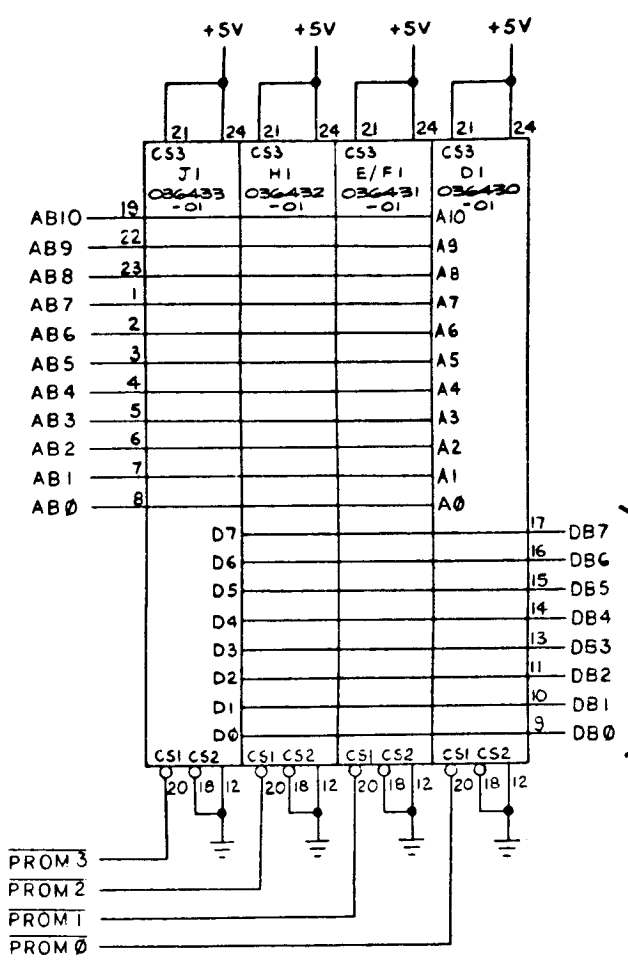 +5V +5V +5V +5V
21 24 21 24 21 24 21 24
CS3 CS3 CS3 CS3
J1 H1 E/F1 D1
036433 036432 036431 036430
-01 -01 -01 -01
AB10 19 A10
AB9 22 A9
AB8 23 A8
AB7 1 A7
AB6 2 A6
AB5 3 A5
AB4 4 A4
AB3 5 A3
AB2 6 A2
AB1 7 A1
ABØ 8 AØ
D7 17 DB7
D6 16 DB6
D5 15 DB5
D4 14 DB4
D3 13 DB3
D2 11 DB2
D1 10 DB1
DØ 9 DBØ
CS1 CS2 CS1 CS2 CS1 CS2 CS1 CS2
20 18 12 20 18 12 20 18 12 20 18 12
PROM 3
PROM 2
PROM 1
PROM Ø